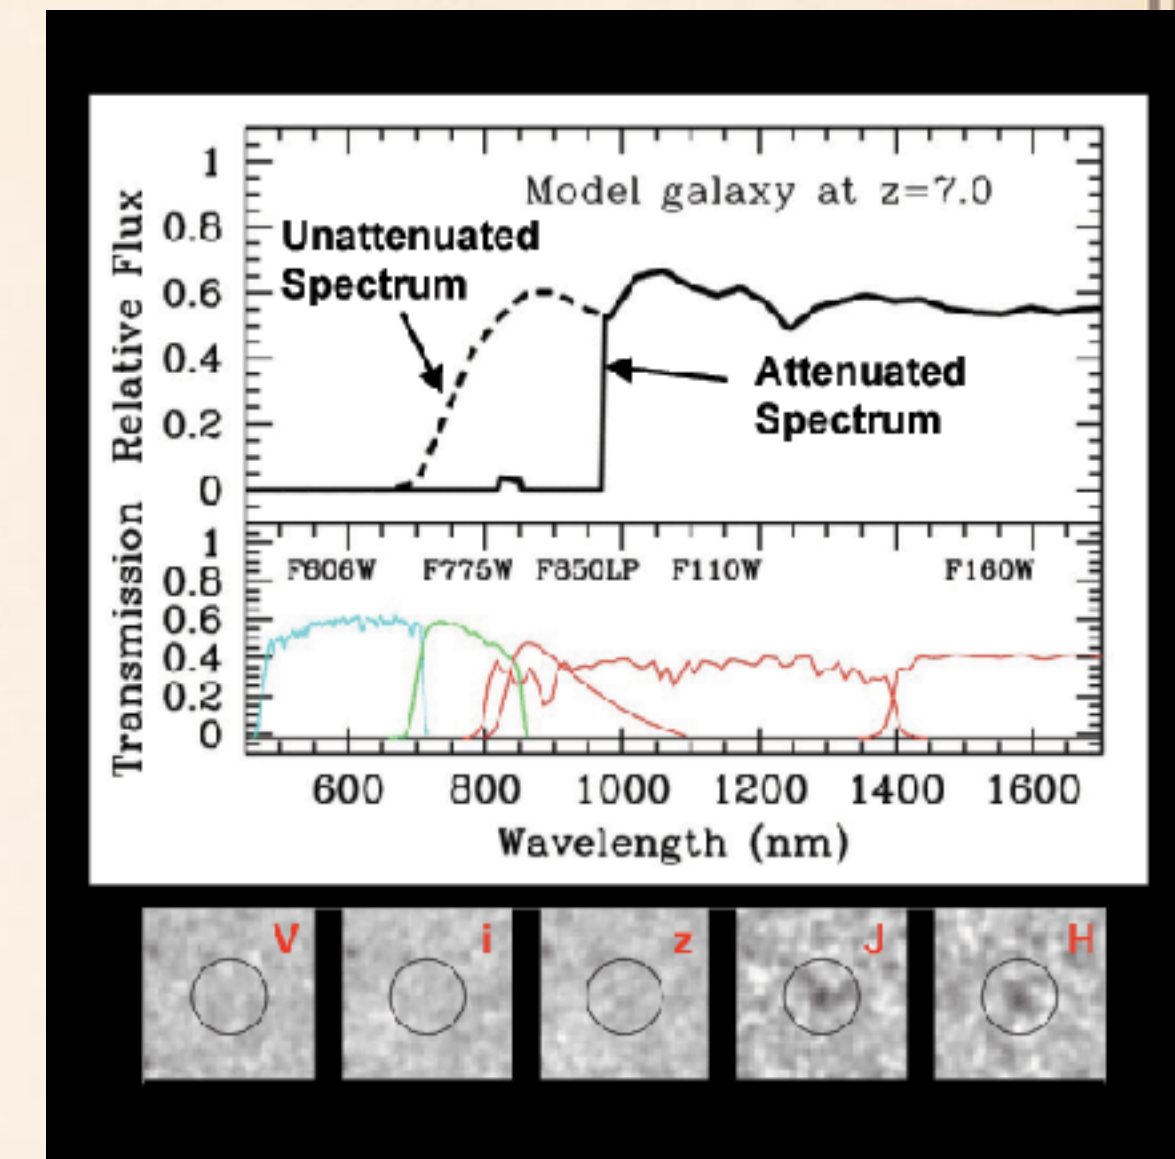 Model galaxy at z=7.0
Unattenuated
Spectrum
Attenuated
Spectrum
Relative Flux
1
0.8
0.6
0.4
0.2
0
F606W F775W F850LP F110W F160W
Transmission
1
0.8
0.6
0.4
0.2
0
600 800 1000 1200 1400 1600
Wavelength (nm)
V i z J H